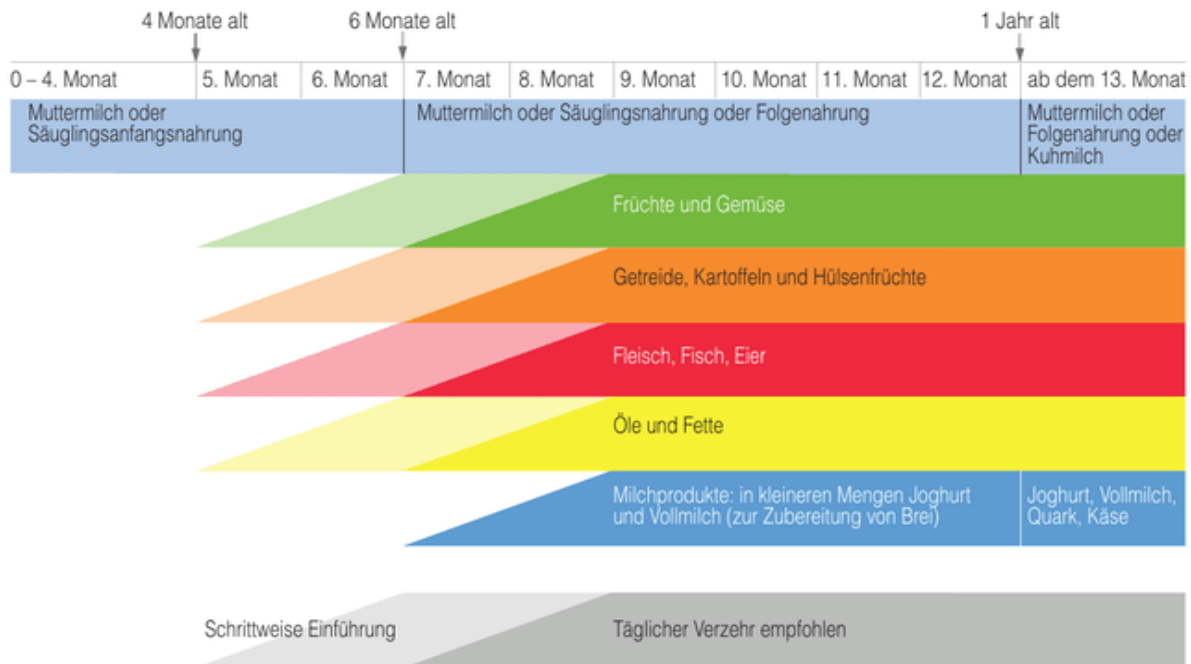 4 Monate alt
6 Monate alt
1 Jahr alt
0 – 4. Monat
5. Monat
6. Monat
7. Monat
8. Monat
9. Monat
10. Monat
11. Monat
12. Monat
ab dem 13. Monat
Muttermilch oder
Säuglingsanfangsnahrung
Muttermilch oder Säuglingsnahrung oder Folgenahrung
Muttermilch oder
Folgenahrung oder
Kuhmilch
Früchte und Gemüse
Getreide, Kartoffeln und Hülsenfrüchte
Fleisch, Fisch, Eier
Öle und Fette
Milchprodukte: in kleineren Mengen Joghurt
und Vollmilch (zur Zubereitung von Brei)
Joghurt, Vollmilch,
Quark, Käse
Schrittweise Einführung
Täglicher Verzehr empfohlen